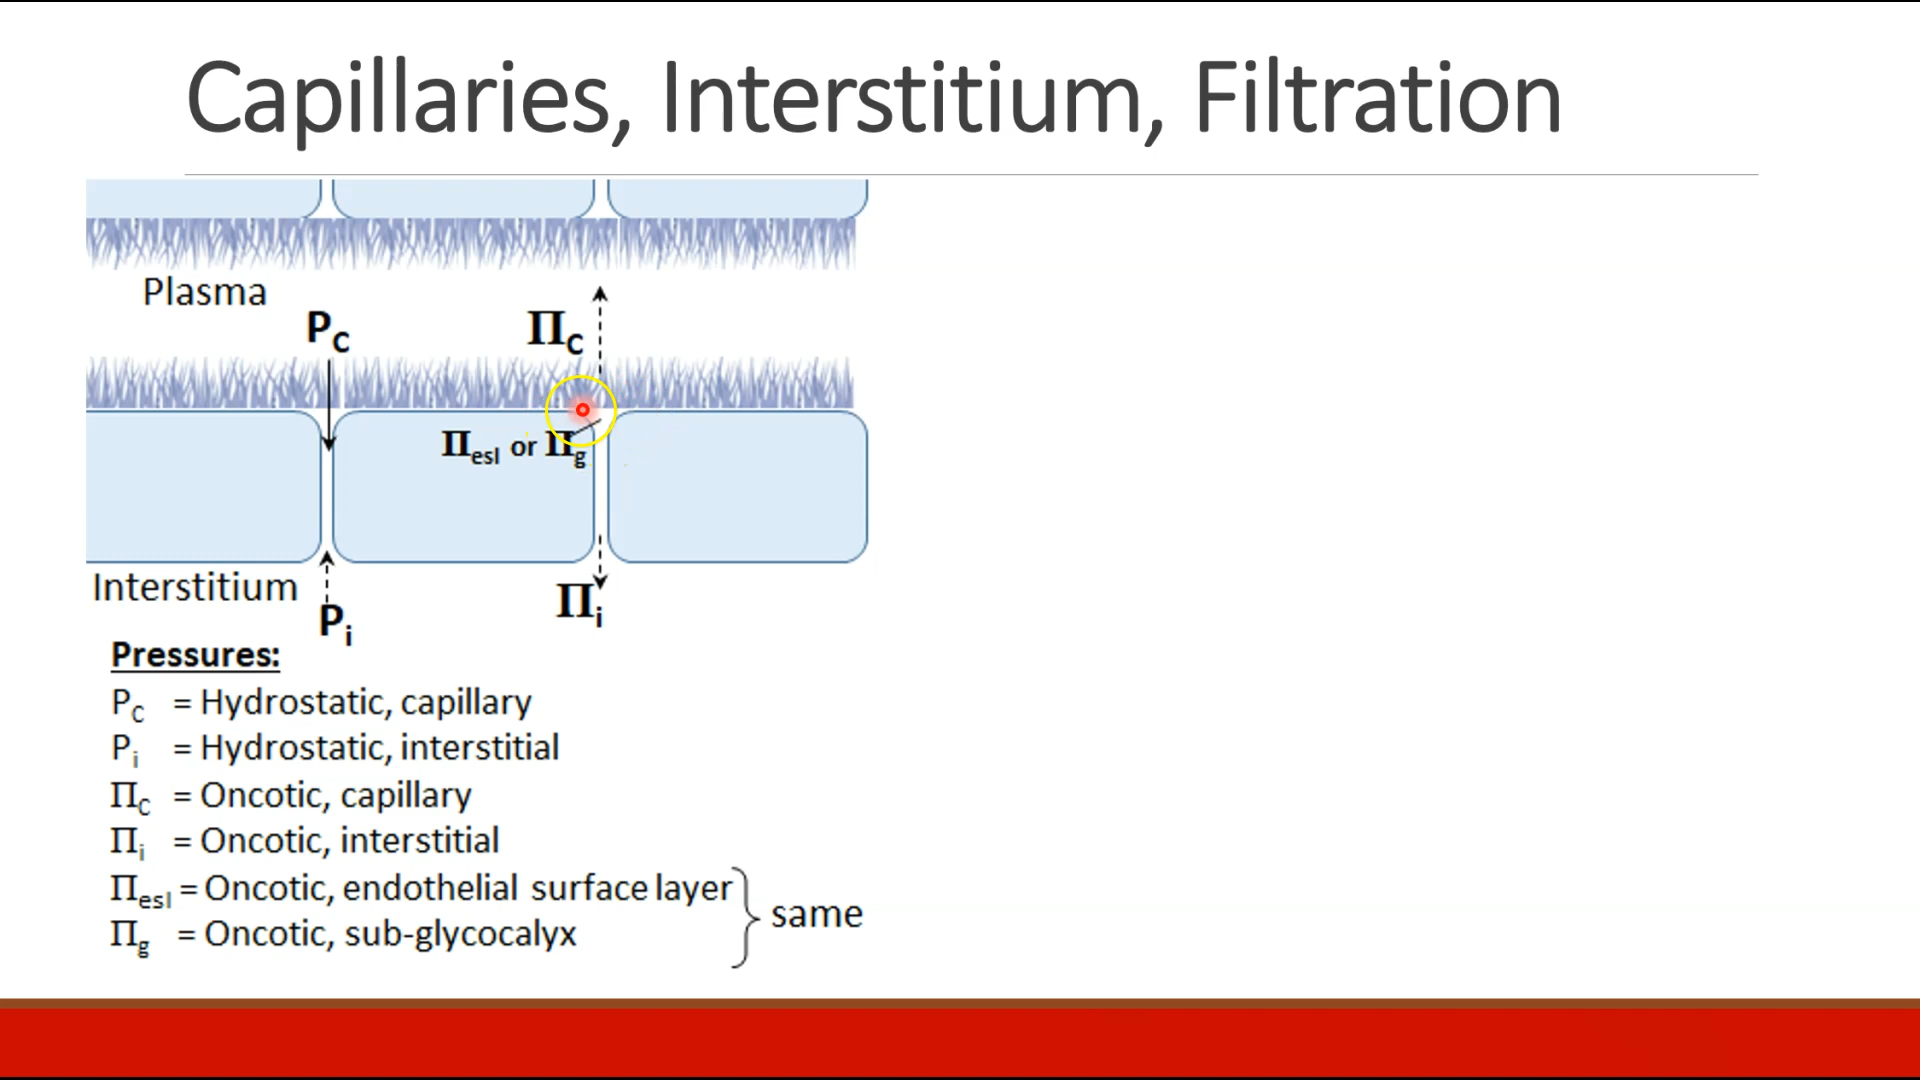 Capillaries, Interstitium, Filtration
Plasma
P_C
Π_C
Π_esl or Π_g
Interstitium
P_i
Π_i
Pressures:
P_C = Hydrostatic, capillary
P_i = Hydrostatic, interstitial
Π_C = Oncotic, capillary
Π_i = Oncotic, interstitial
Π_esl = Oncotic, endothelial surface layer
Π_g = Oncotic, sub-glycocalyx
same